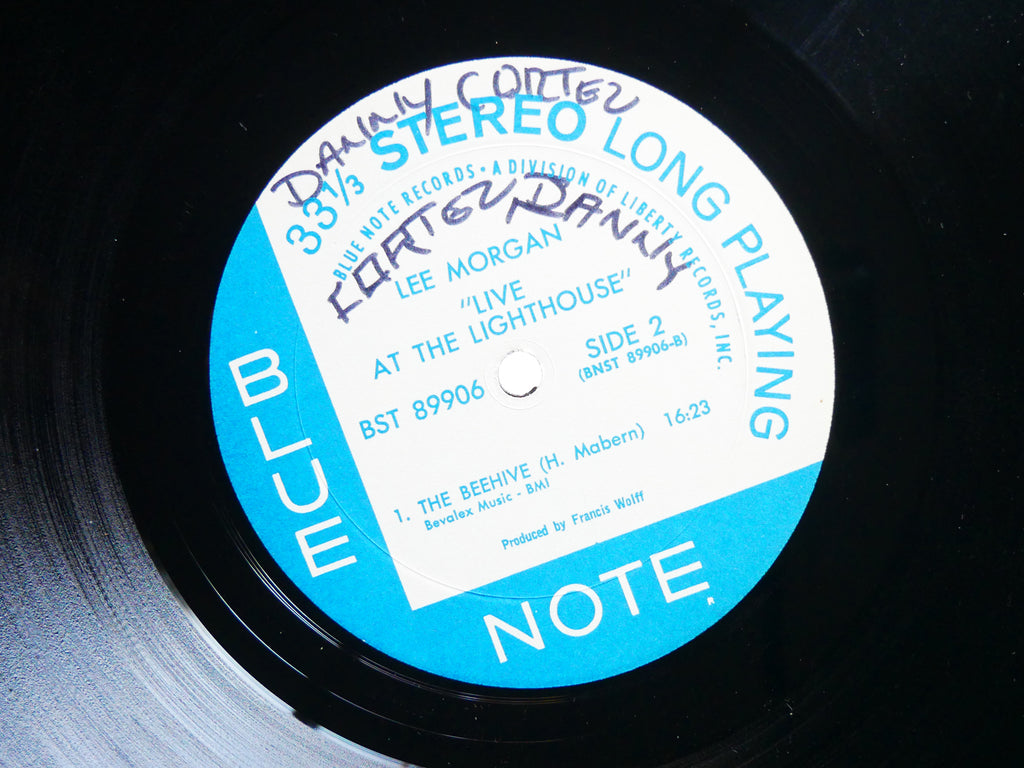 DANNY CORTEZ
33 1/3 STEREO LONG PLAYING
BLUE NOTE RECORDS • A DIVISION OF LIBERTY RECORDS, INC.
CORTEZ DANNY
LEE MORGAN
"LIVE
AT THE LIGHTHOUSE"
BST 89906
SIDE 2
(BNST 89906-B)
1. THE BEEHIVE (H. Mabern) 16:23
Bevalex Music - BMI
Produced by Francis Wolff
BLUE
NOTE
R